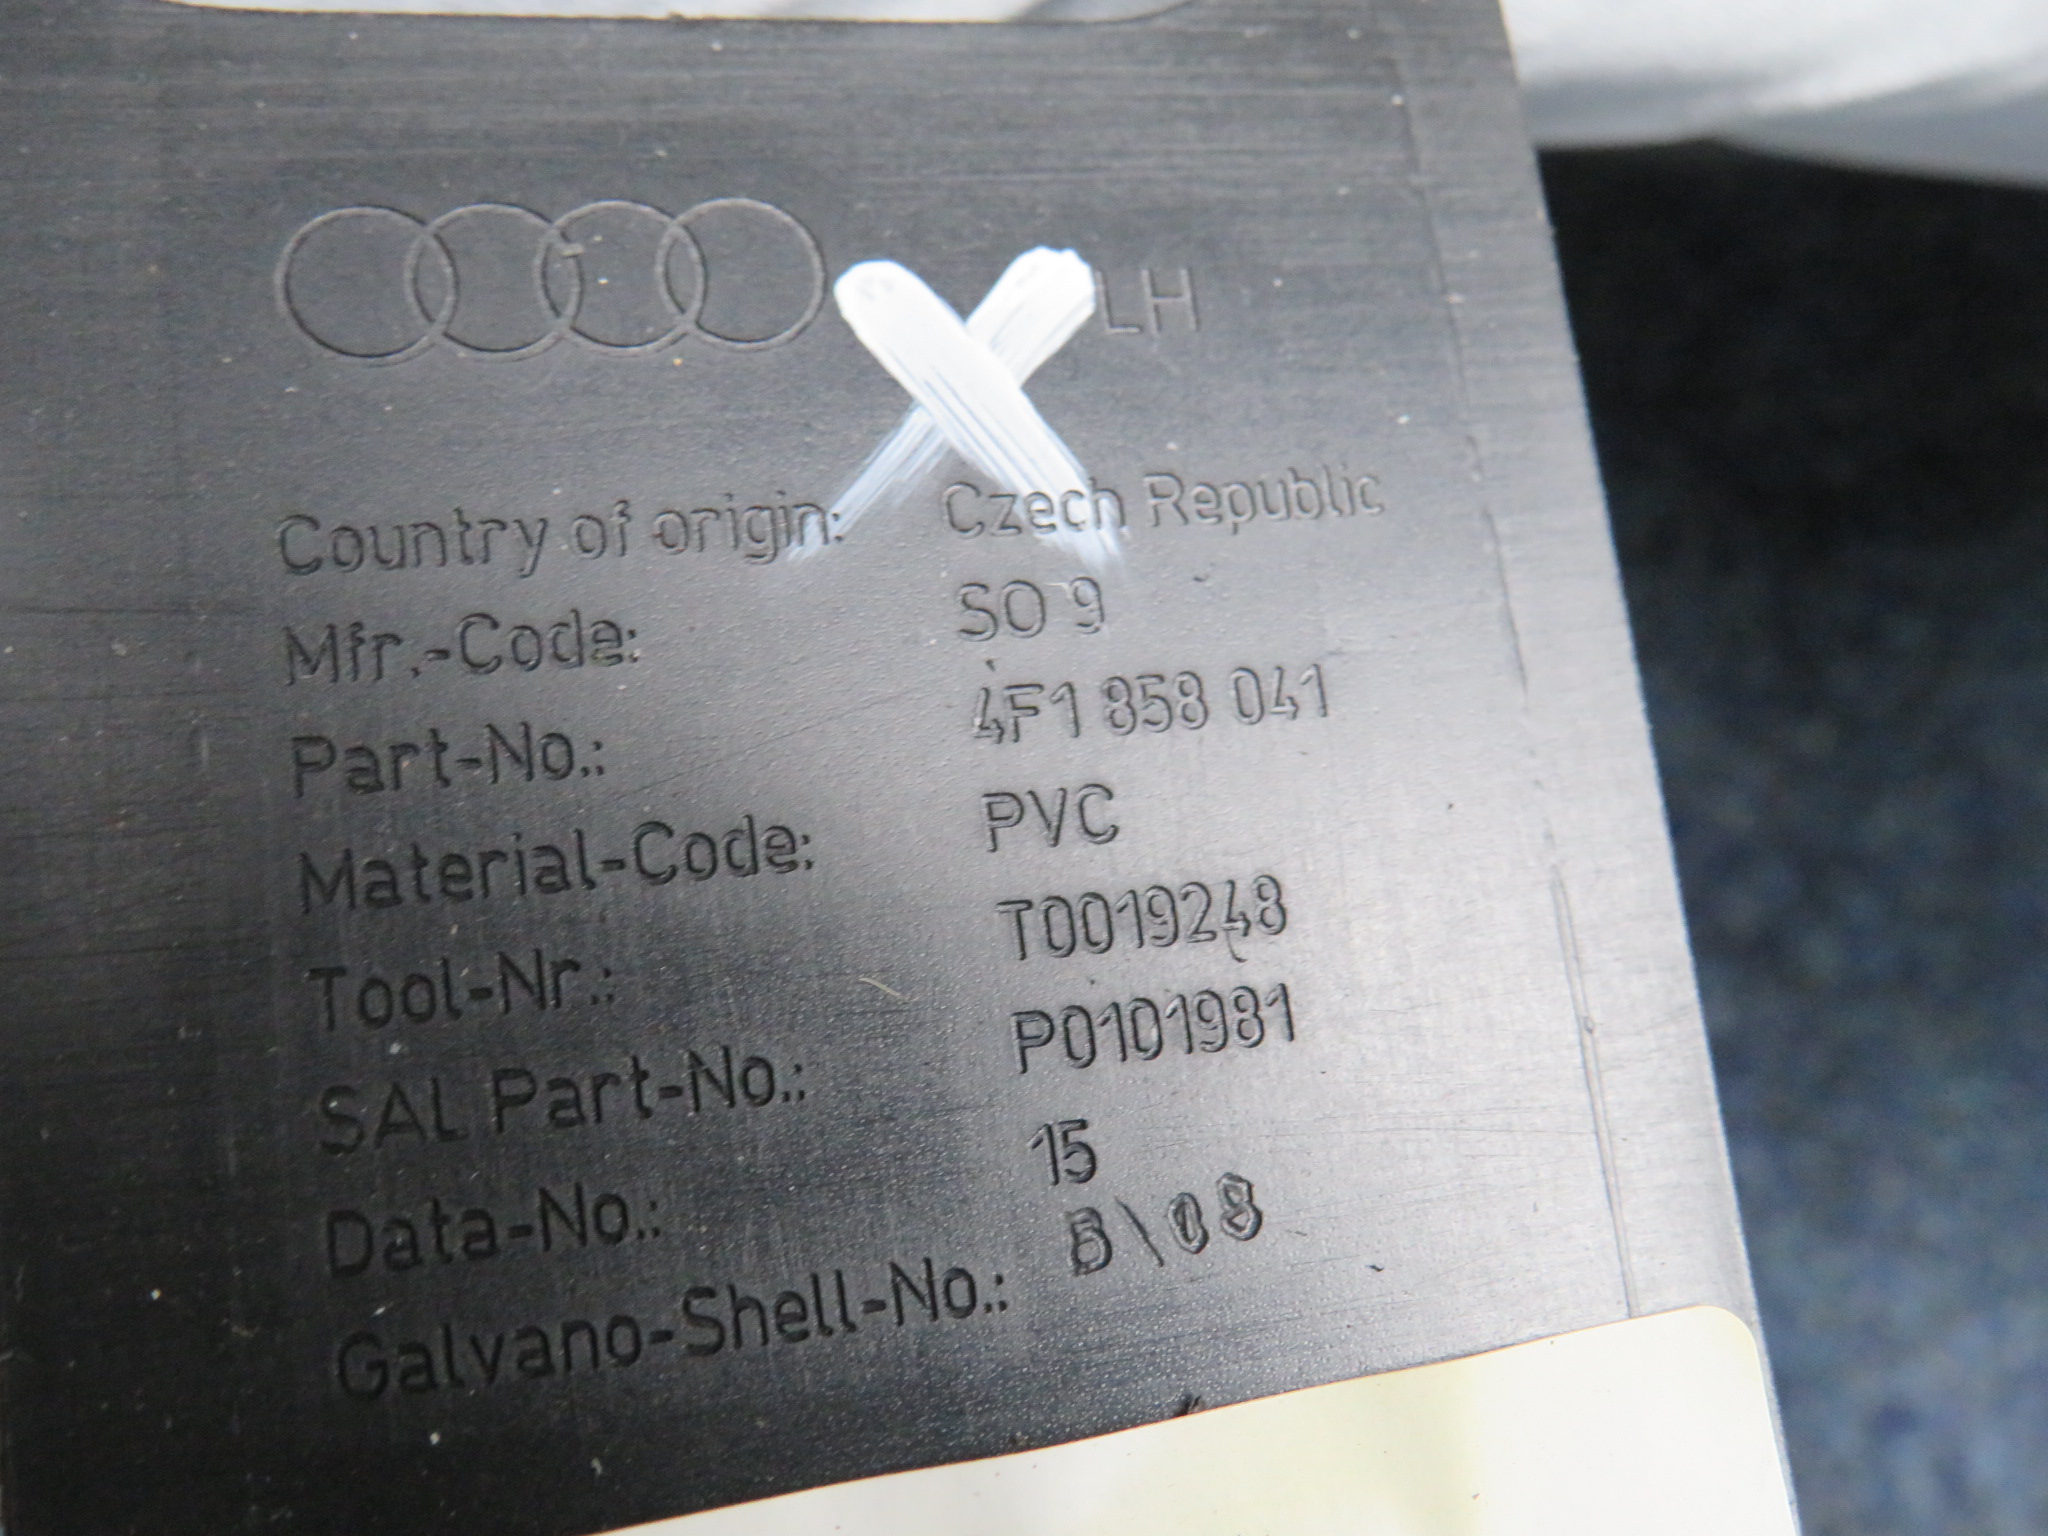 LH
Country of origin: Czech Republic
Mfr.-Code: SO 9
Part-No.: 4F1 858 041
Material-Code: PVC
Tool-Nr.: T0019248
SAL Part-No.: P0101981
Data-No.: 15
Galvano-Shell-No.: